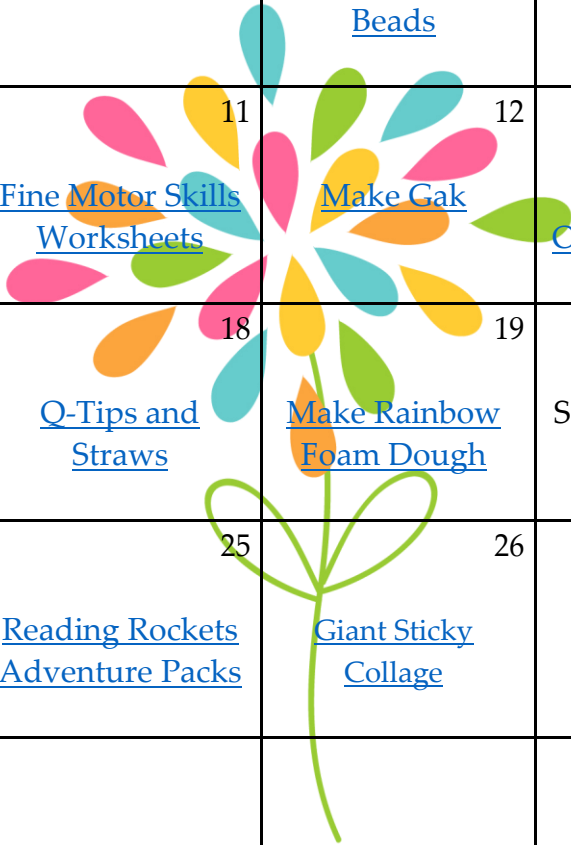 Beads
11
12
Fine Motor Skills
Worksheets
Make Gak
18
19
Q-Tips and
Straws
Make Rainbow
Foam Dough
25
26
Reading Rockets
Adventure Packs
Giant Sticky
Collage